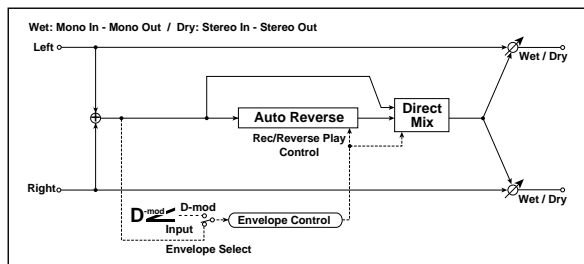 Wet: Mono In - Mono Out / Dry: Stereo In - Stereo Out
Left
Wet / Dry
Auto Reverse
Direct
Mix
Rec/Reverse Play
Control
Right
Wet / Dry
D-mod
D-mod
Input
Envelope Control
Envelope Select